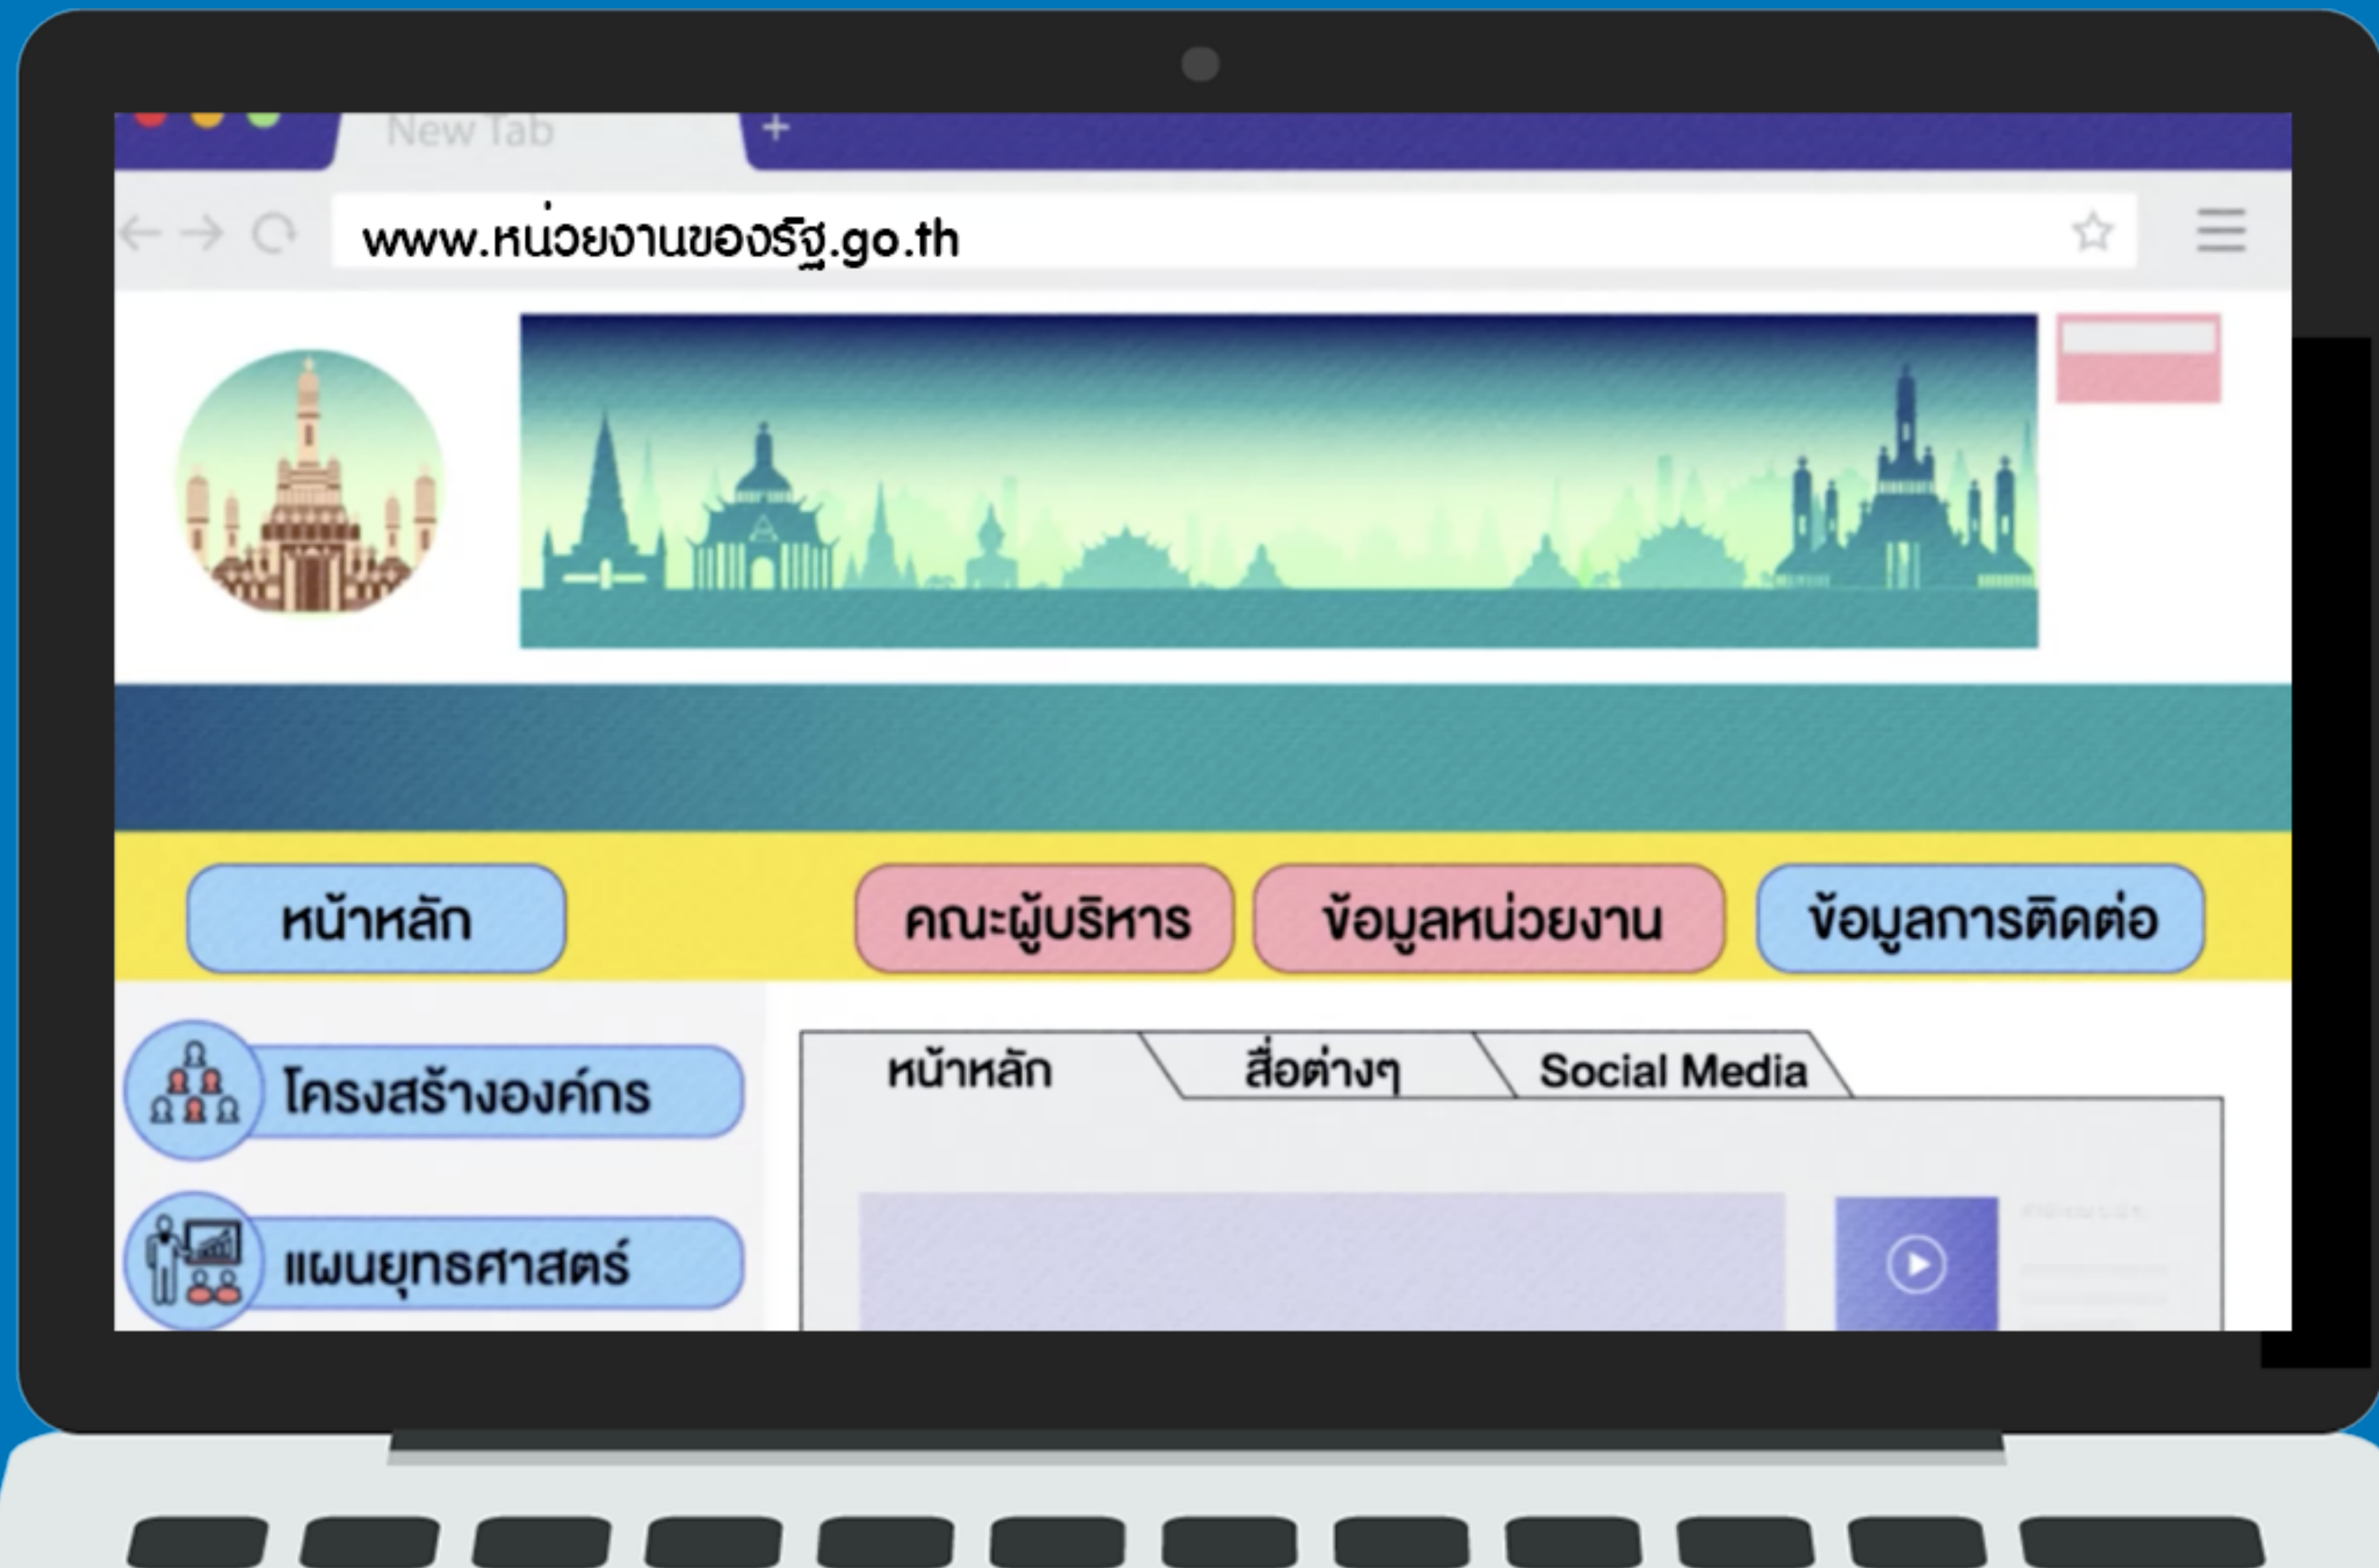 New Tab
www.หน่วยงานของรัฐ.go.th
หน้าหลัก
คณะผู้บริหาร
ข้อมูลหน่วยงาน
ข้อมูลการติดต่อ
โครงสร้างองค์กร
แผนยุทธศาสตร์
หน้าหลัก
สื่อต่างๆ
Social Media